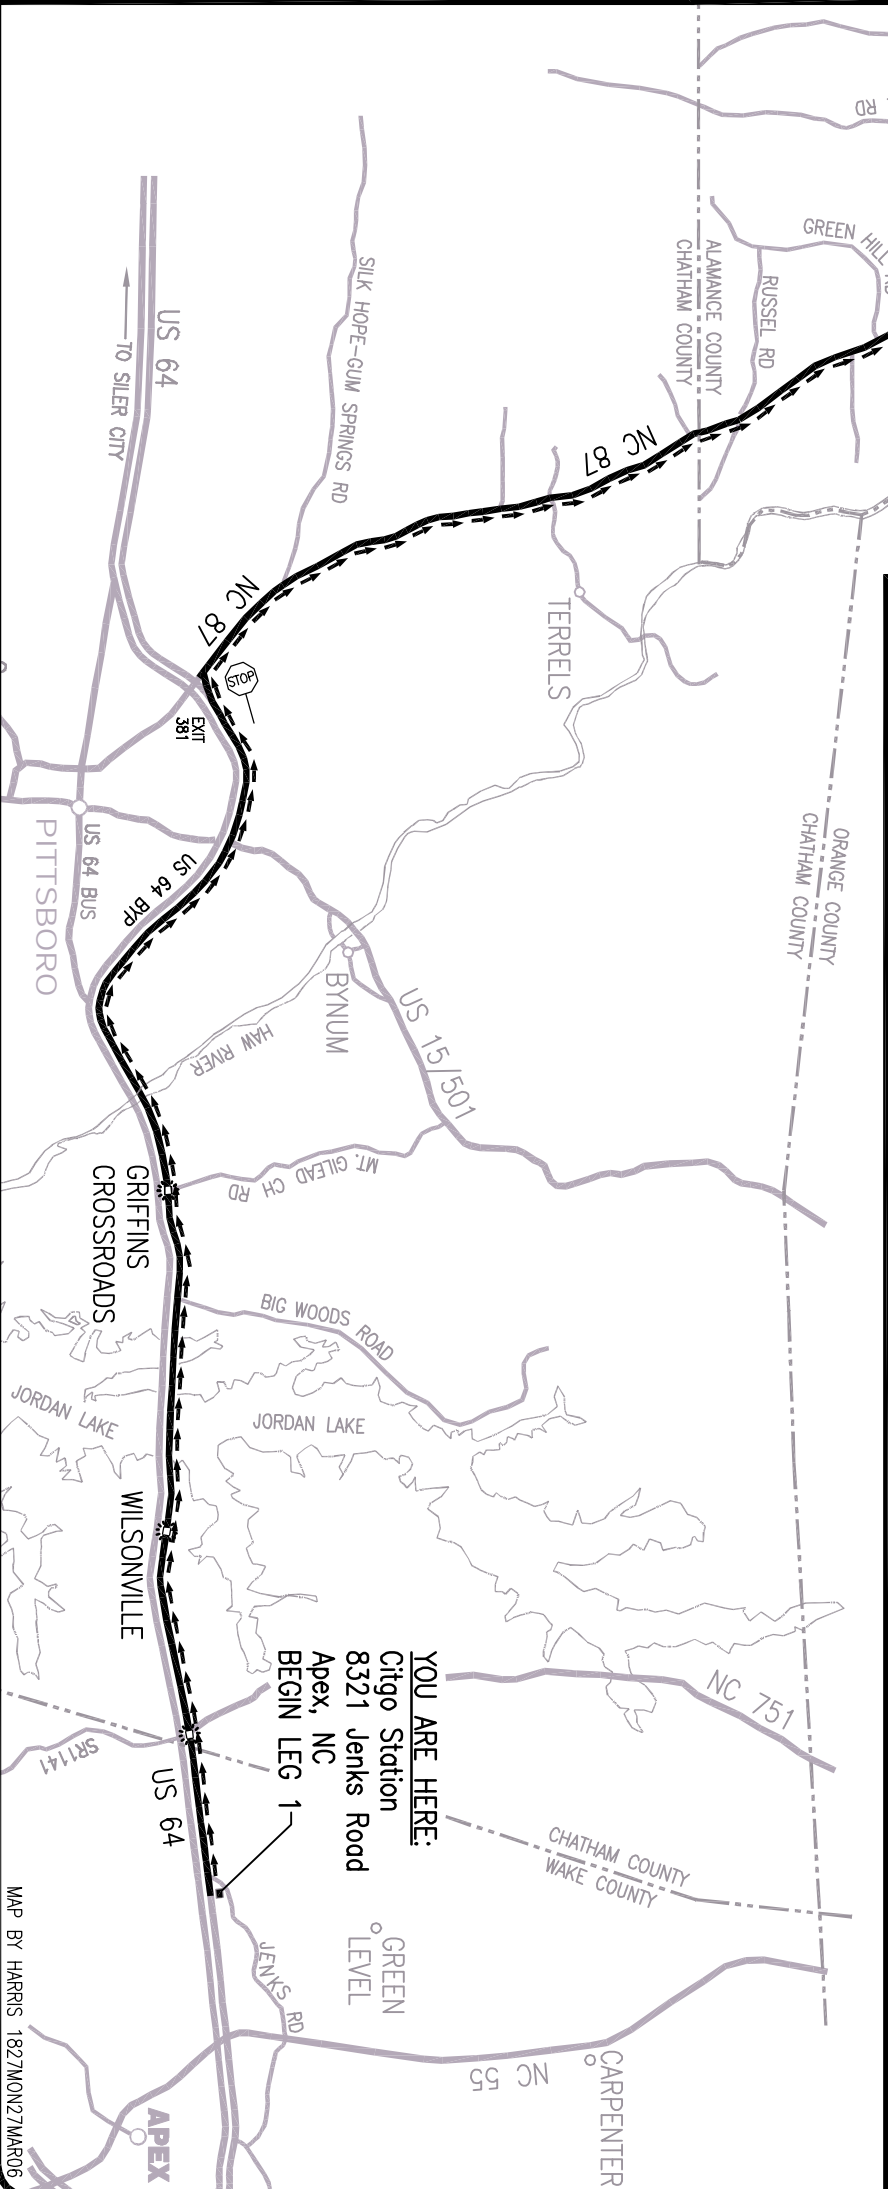 RD
GREEN HILL RD
RUSSEL RD
ALAMANCE COUNTY
CHATHAM COUNTY
SILK HOPE-GUM SPRINGS RD
US 64
TO SILER CITY
NC 87
NC 87
STOP
EXIT
381
TERRELS
ORANGE COUNTY
CHATHAM COUNTY
US 64 BYP
US 64 BUS
PITTSBORO
BYNUM
US 15/501
HAW RIVER
MT. GILEAD CH RD
GRIFFINS
CROSSROADS
BIG WOODS ROAD
JORDAN LAKE
JORDAN LAKE
WILSONVILLE
YOU ARE HERE:
Citgo Station
8321 Jenks Road
Apex, NC
BEGIN LEG 1
NC 751
SR1141
US 64
CHATHAM COUNTY
WAKE COUNTY
GREEN
LEVEL
JENKS RD
NC 55
CARPENTER
APEX
MAP BY HARRIS 1827MON27MAR06